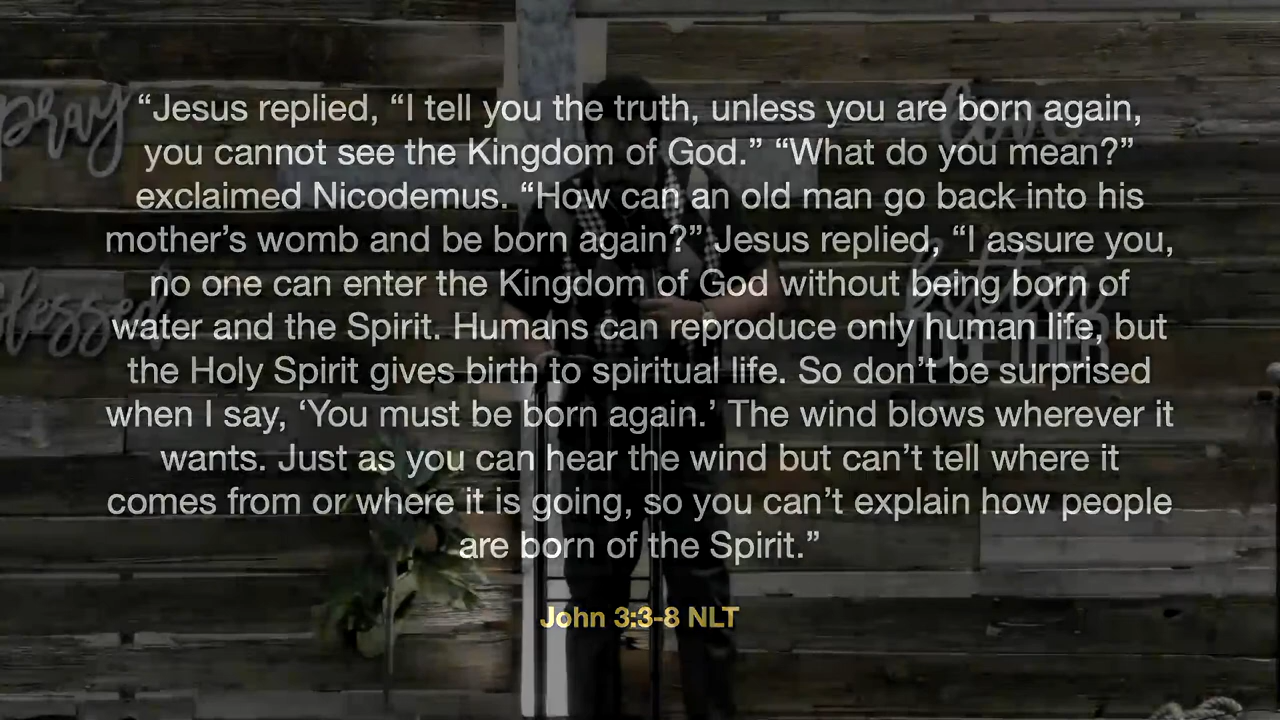 “Jesus replied, “I tell you the truth, unless you are born again,
you cannot see the Kingdom of God.” “What do you mean?”
exclaimed Nicodemus. “How can an old man go back into his
mother’s womb and be born again?” Jesus replied, “I assure you,
no one can enter the Kingdom of God without being born of
water and the Spirit. Humans can reproduce only human life, but
the Holy Spirit gives birth to spiritual life. So don’t be surprised
when I say, ‘You must be born again.’ The wind blows wherever it
wants. Just as you can hear the wind but can’t tell where it
comes from or where it is going, so you can’t explain how people
are born of the Spirit.”
John 3:3-8 NLT
pray
love
blessed
better
TOGETHER